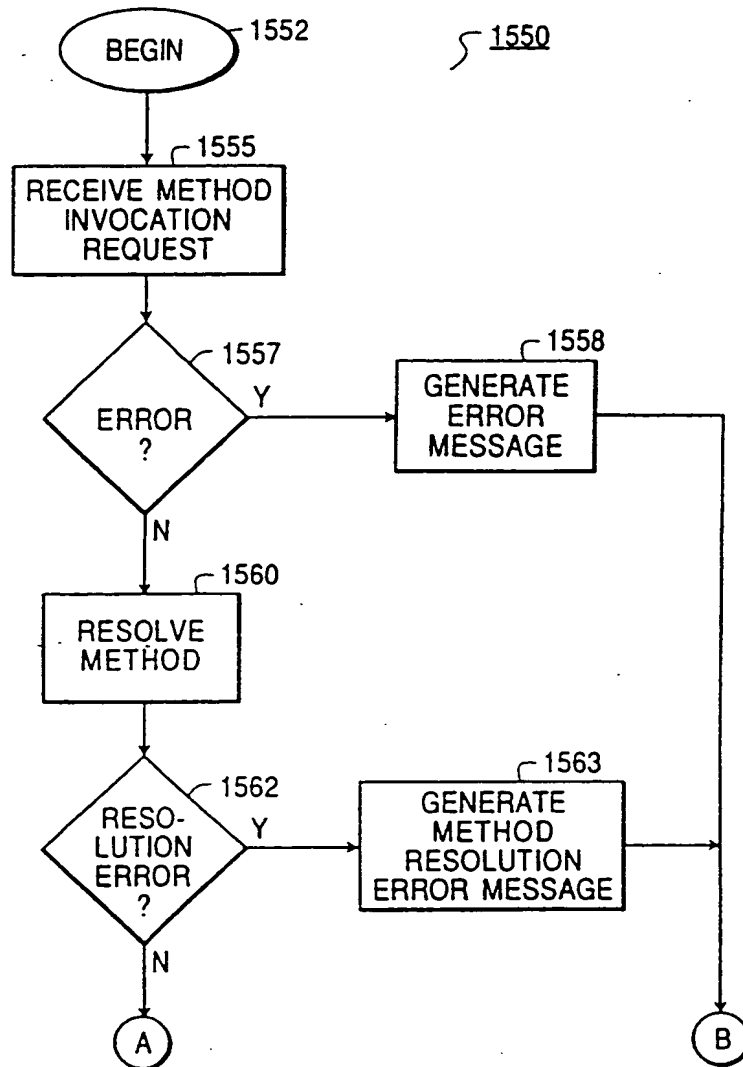 1552
1550
BEGIN
1555
RECEIVE METHOD
INVOCATION
REQUEST
1557
1558
ERROR
?
Y
GENERATE
ERROR
MESSAGE
N
1560
RESOLVE
METHOD
1562
1563
RESO-
LUTION
ERROR
?
Y
GENERATE
METHOD
RESOLUTION
ERROR MESSAGE
N
A
B